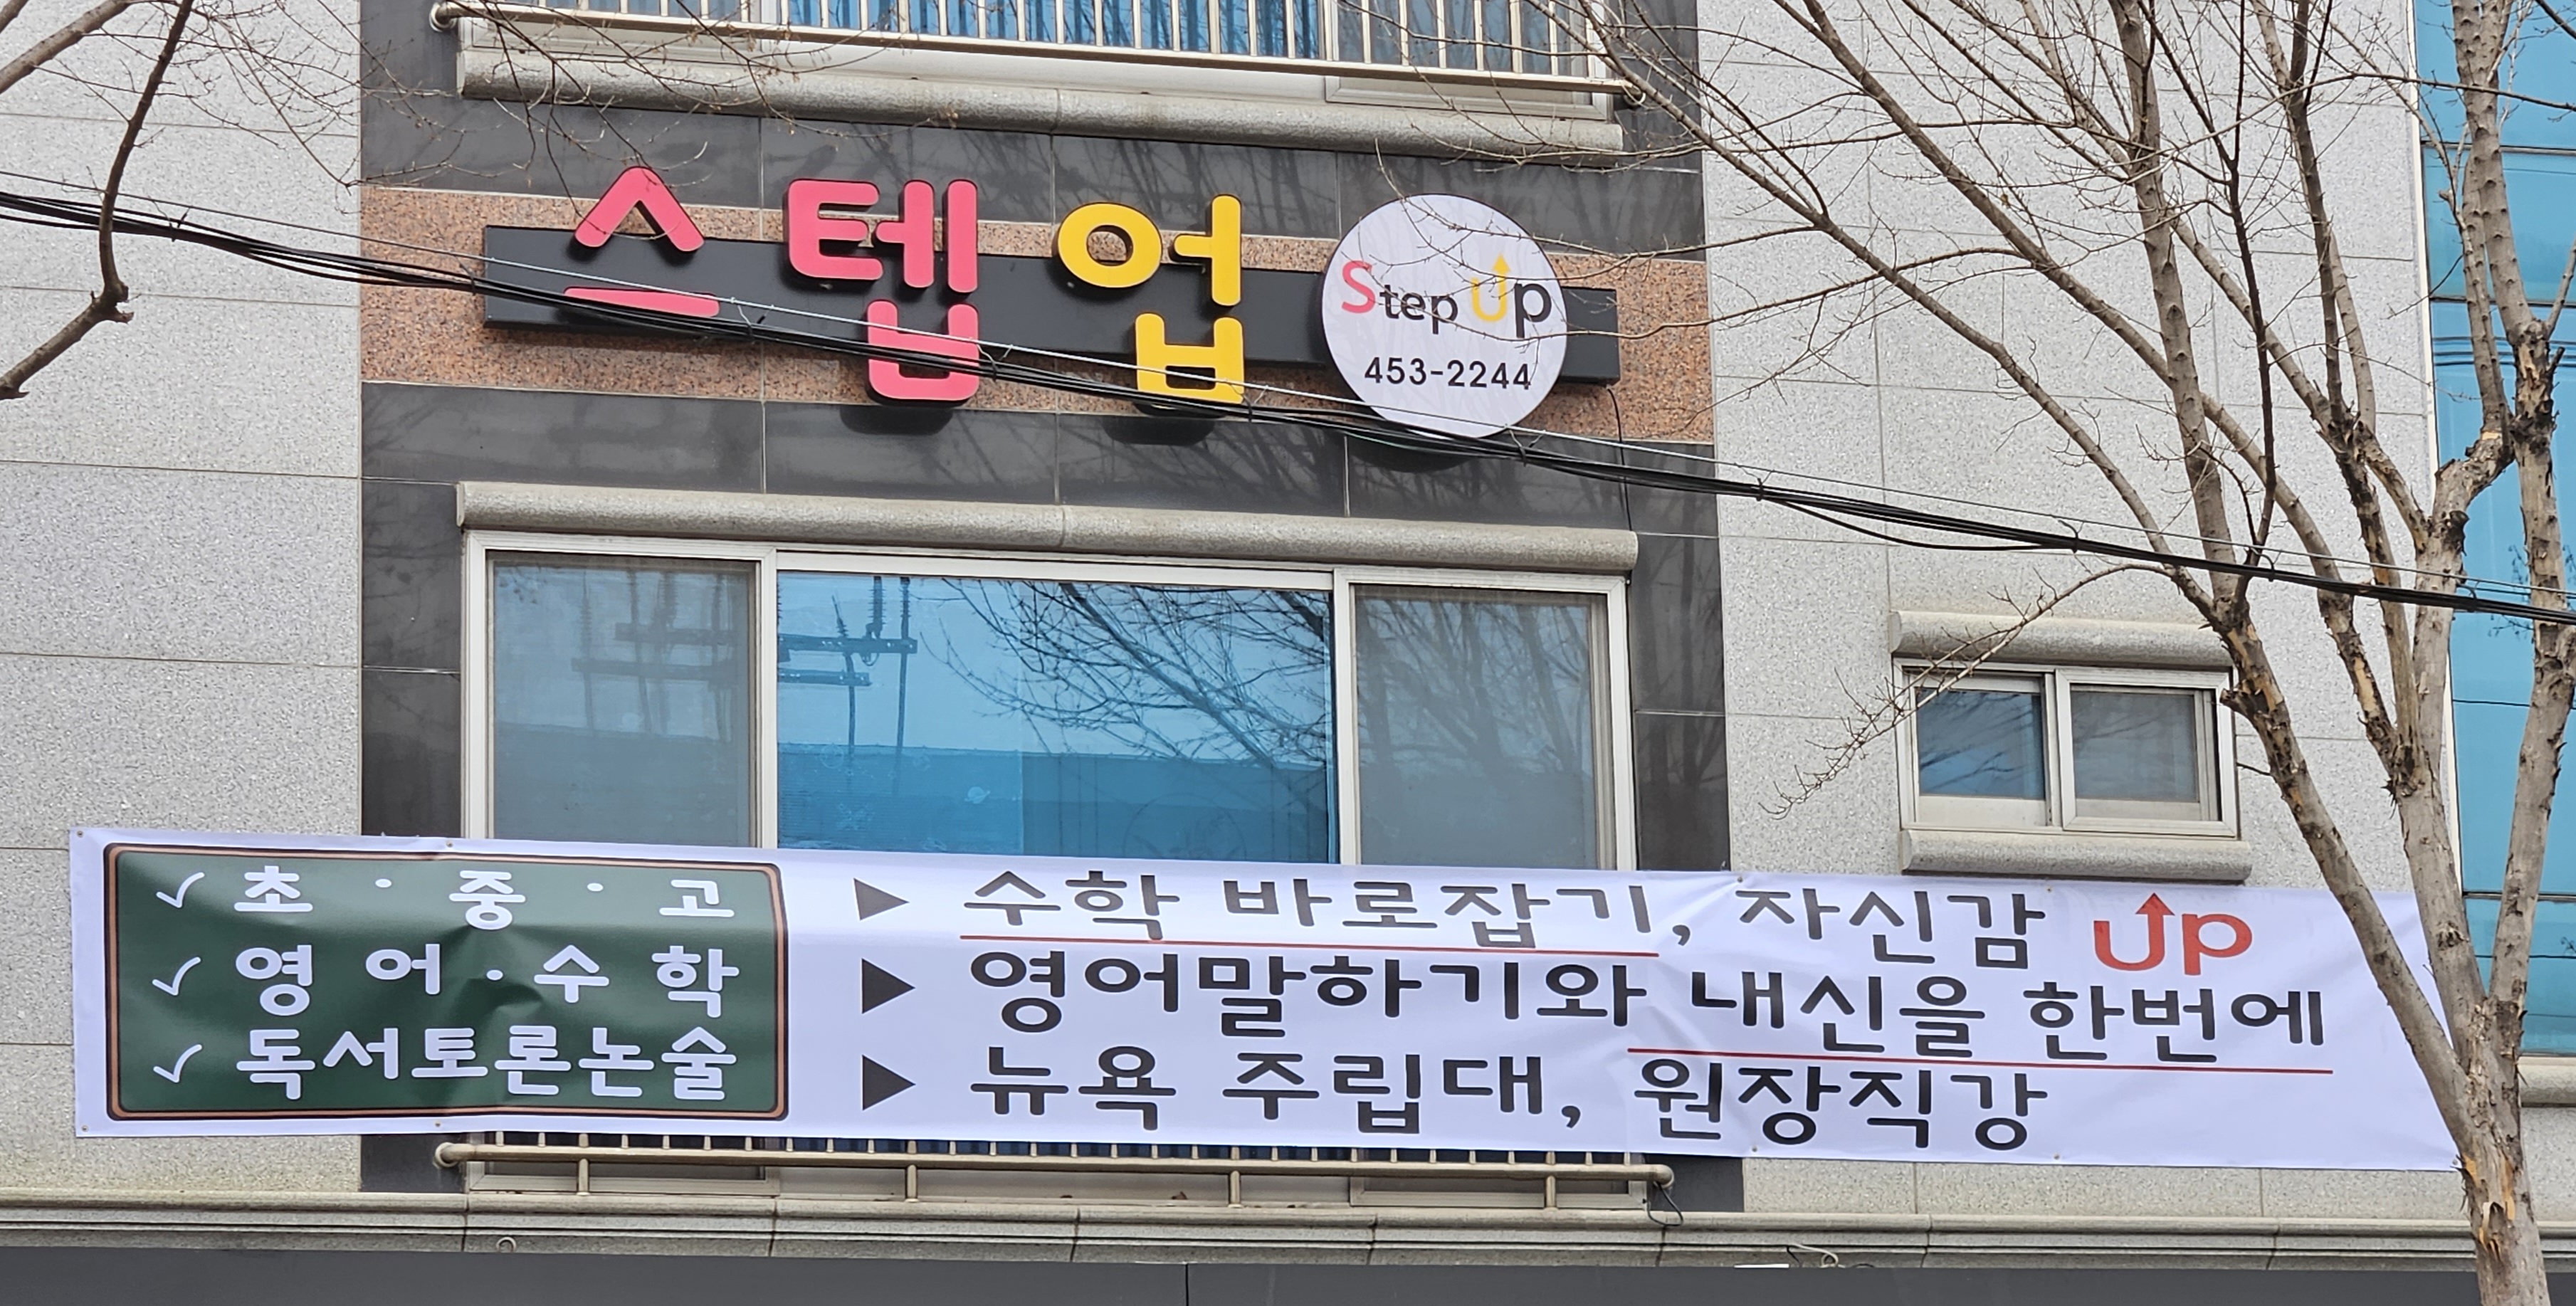 스텝업
Step Up
453-2244
✓ 초·중·고
✓ 영어·수학
✓ 독서토론논술
▶ 수학 바로잡기, 자신감 UP
▶ 영어말하기와 내신을 한번에
▶ 뉴욕 주립대, 원장직강